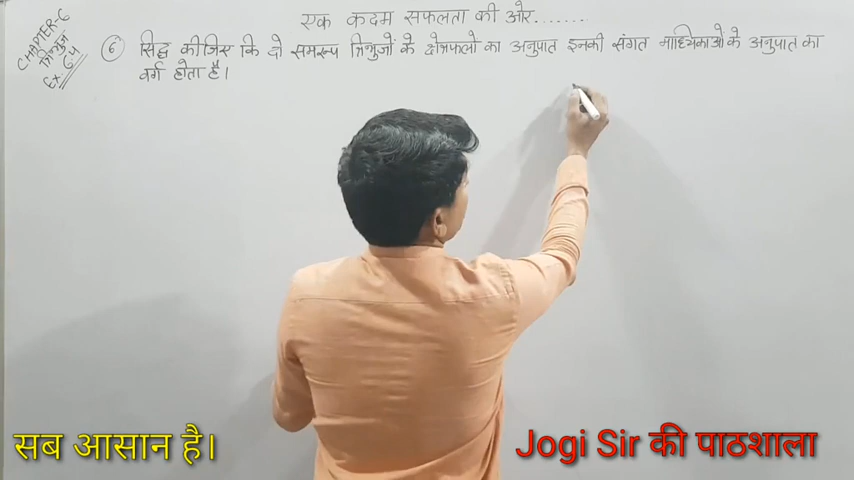 एक कदम सफलता की ओर.......
CHAPTER-6
त्रिभुज
Ex 6.4
(6) सिद्ध कीजिए कि दो समरूप त्रिभुजों के क्षेत्रफलो का अनुपात इनकी संगत माध्यिकाओं के अनुपात का
वर्ग होता है।
सब आसान है।
Jogi Sir की पाठशाला